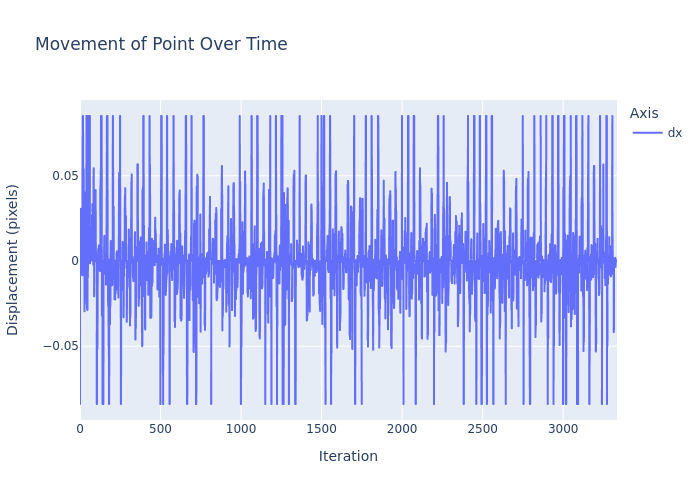 Movement of Point Over Time
Axis
dx
0.05
0
−0.05
Displacement (pixels)
0
500
1000
1500
2000
2500
3000
Iteration